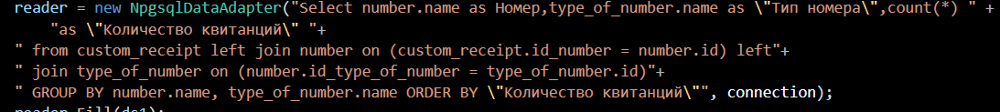 reader = new NpgsqlDataAdapter("Select number.name as Номер,type_of_number.name as \"Тип номера\",count(*) " +
"as \"Количество квитанций\" "+
" from custom_receipt left join number on (custom_receipt.id_number = number.id) left"+
" join type_of_number on (number.id_type_of_number = type_of_number.id)"+
" GROUP BY number.name, type_of_number.name ORDER BY \"Количество квитанций\"", connection);
reader.Fill(ds1);